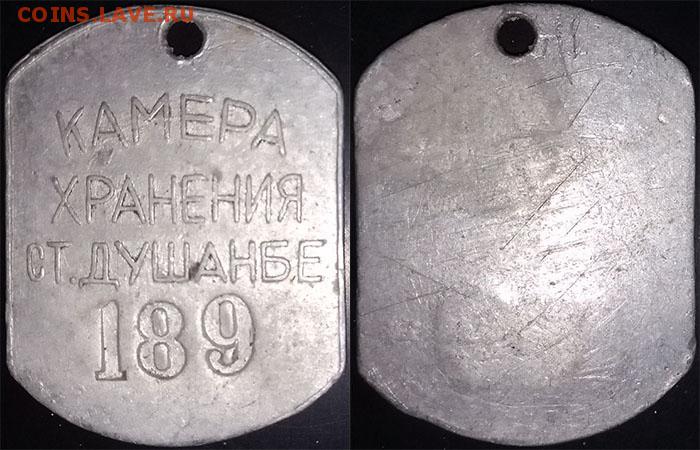 COINS.LAVE.RU
КАМЕРА
ХРАНЕНИЯ
СТ.ДУШАНБЕ
189